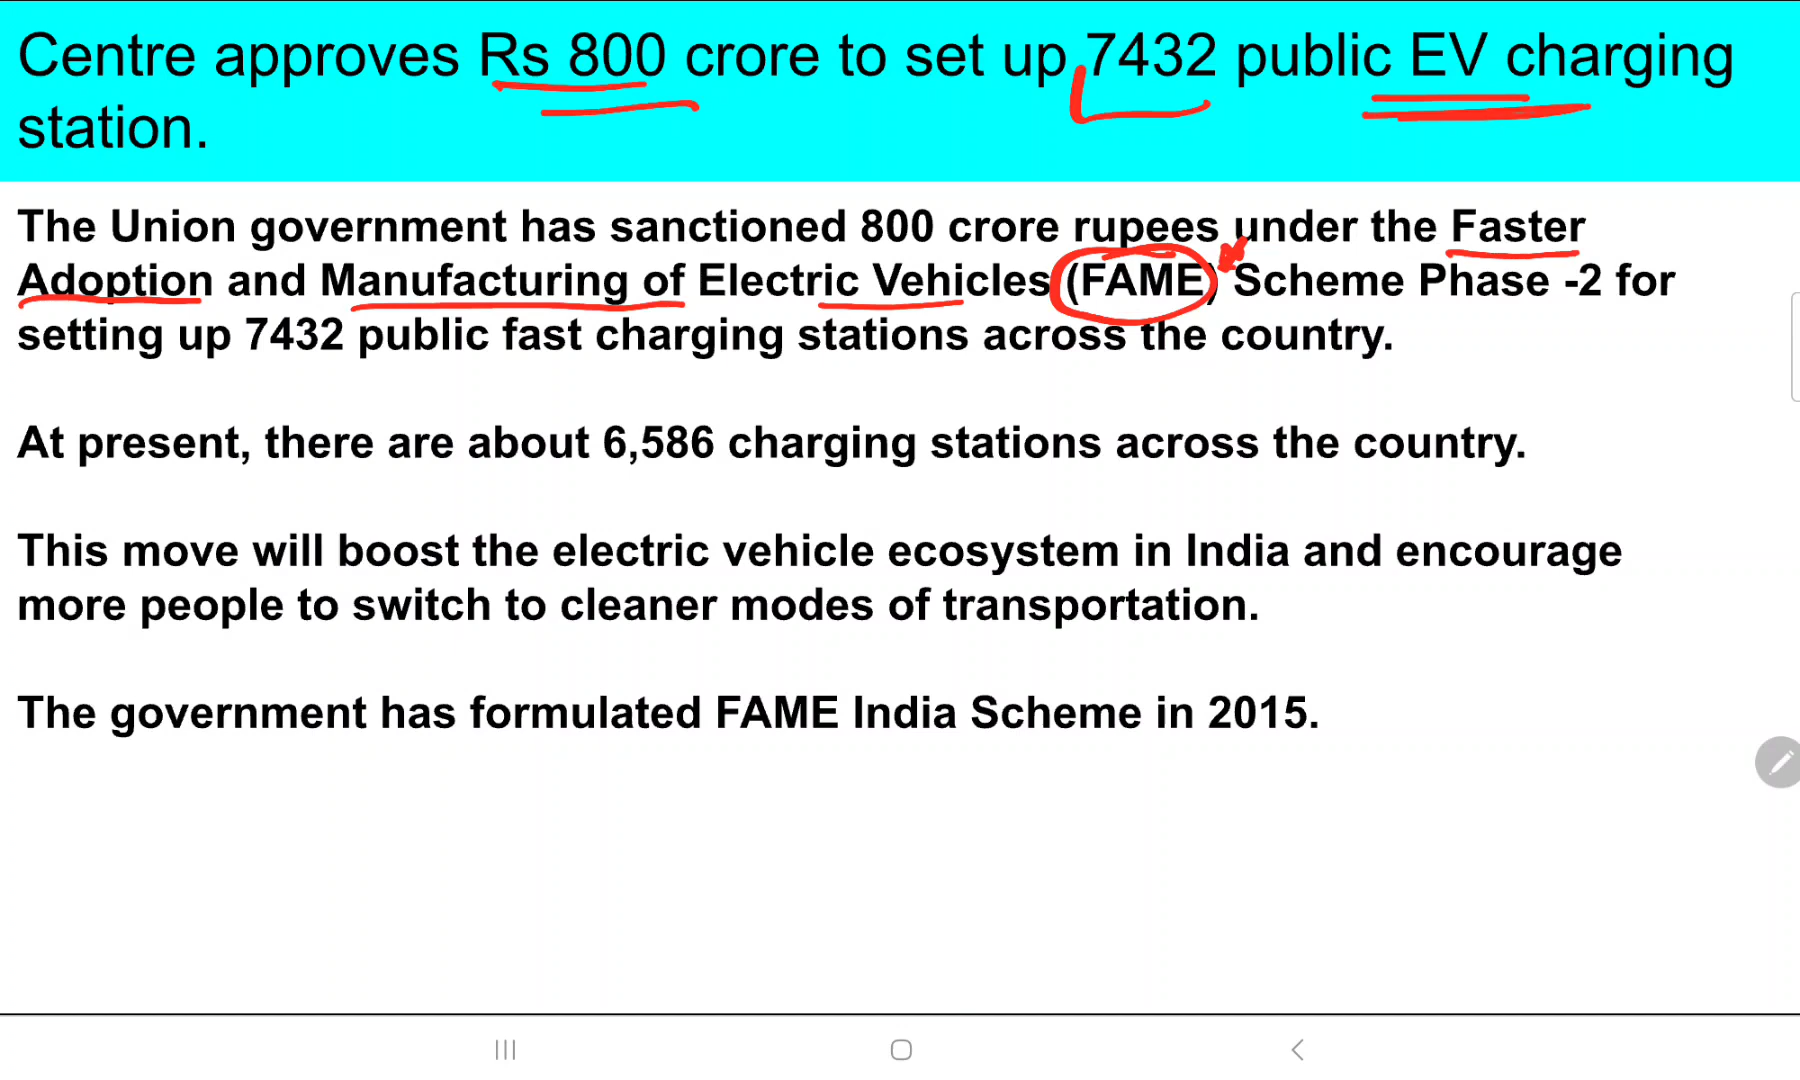 Centre approves Rs 800 crore to set up 7432 public EV charging
station.
The Union government has sanctioned 800 crore rupees under the Faster
Adoption and Manufacturing of Electric Vehicles (FAME) Scheme Phase -2 for
setting up 7432 public fast charging stations across the country.
At present, there are about 6,586 charging stations across the country.
This move will boost the electric vehicle ecosystem in India and encourage
more people to switch to cleaner modes of transportation.
The government has formulated FAME India Scheme in 2015.